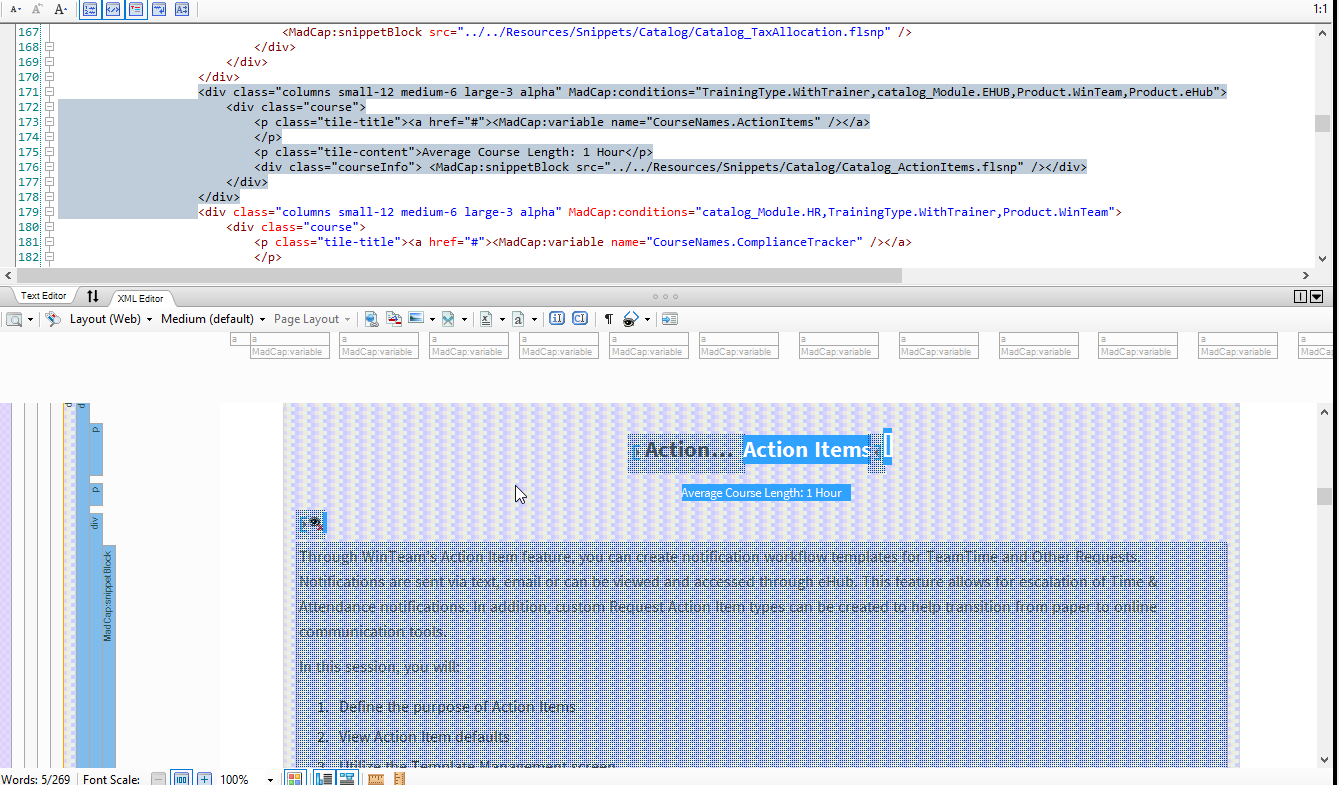 A A A 1:1
167 <MadCap:snippetBlock src="../../Resources/Snippets/Catalog/Catalog_TaxAllocation.flsnp" />
168 </div>
169 </div>
170 </div>
171 <div class="columns small-12 medium-6 large-3 alpha" MadCap:conditions="TrainingType.WithTrainer,catalog_Module.EHUB,Product.WinTeam,Product.eHub">
172 <div class="course">
173 <p class="tile-title"><a href="#"><MadCap:variable name="CourseNames.ActionItems" /></a>
174 </p>
175 <p class="tile-content">Average Course Length: 1 Hour</p>
176 <div class="courseInfo"> <MadCap:snippetBlock src="../../Resources/Snippets/Catalog/Catalog_ActionItems.flsnp" /></div>
177 </div>
178 </div>
179 <div class="columns small-12 medium-6 large-3 alpha" MadCap:conditions="catalog_Module.HR,TrainingType.WithTrainer,Product.WinTeam">
180 <div class="course">
181 <p class="tile-title"><a href="#"><MadCap:variable name="CourseNames.ComplianceTracker" /></a>
182 </p>
Text Editor XML Editor
Layout (Web) Medium (default) Page Layout
a a a a a a a a a a a a a
MadCap:variable MadCap:variable MadCap:variable MadCap:variable MadCap:variable MadCap:variable MadCap:variable MadCap:variable MadCap:variable MadCap:variable MadCap:variable MadCa
d d
p
p
div
MadCap:snippetBlock
Action... Action Items
Average Course Length: 1 Hour
Through WinTeam's Action Item feature, you can create notification workflow templates for TeamTime and Other Requests.
Notifications are sent via text, email or can be viewed and accessed through eHub. This feature allows for escalation of Time &
Attendance notifications. In addition, custom Request Action Item types can be created to help transition from paper to online
communication tools.
In this session, you will:
1. Define the purpose of Action Items
2. View Action Item defaults
3. Utilize the Template Management screen
Words: 5/269 Font Scale: 100%